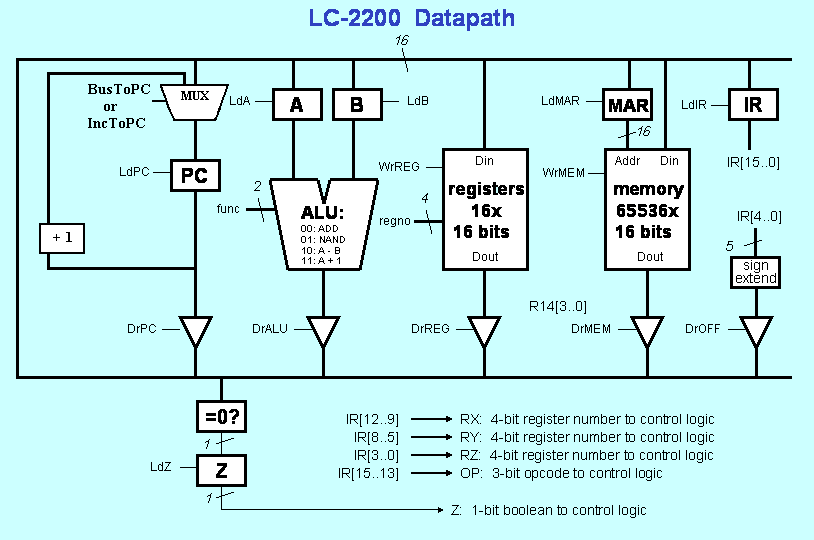 LC-2200 Datapath
16
BusToPC
or
IncToPC
MUX
LdA
A
B
LdB
LdMAR
MAR
LdIR
IR
16
IR[15..0]
LdPC
PC
WrREG
Din
registers
16x
16 bits
Dout
WrMEM
Addr Din
memory
65536x
16 bits
Dout
2
func
ALU:
00: ADD
01: NAND
10: A - B
11: A + 1
4
regno
IR[4..0]
5
sign
extend
+ 1
R14[3..0]
DrPC
DrALU
DrREG
DrMEM
DrOFF
=0?
1
LdZ
Z
1
IR[12..9] RX: 4-bit register number to control logic
IR[8..5] RY: 4-bit register number to control logic
IR[3..0] RZ: 4-bit register number to control logic
IR[15..13] OP: 3-bit opcode to control logic
Z: 1-bit boolean to control logic